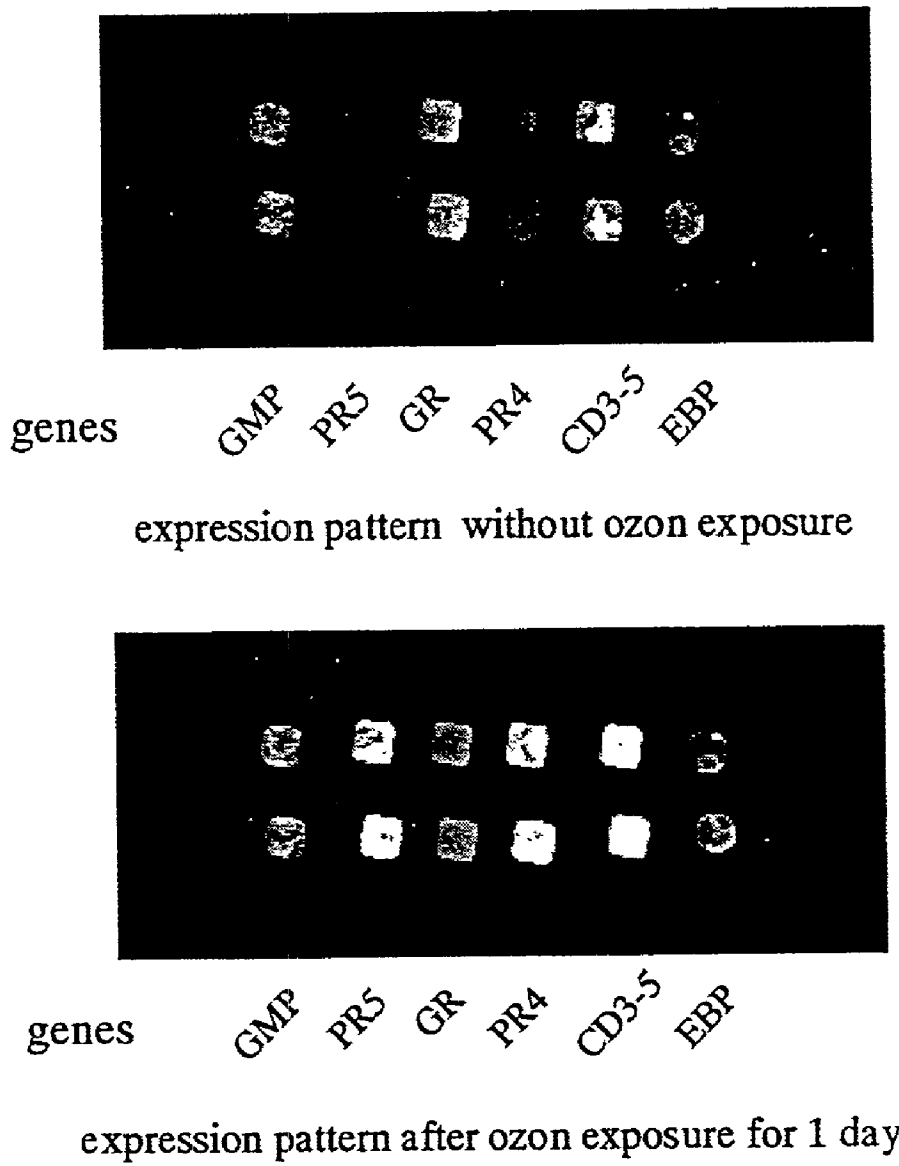 genes GMP PR5 GR PR4 CD3-5 EBP
expression pattern without ozon exposure
genes GMP PR5 GR PR4 CD3-5 EBP
expression pattern after ozon exposure for 1 day